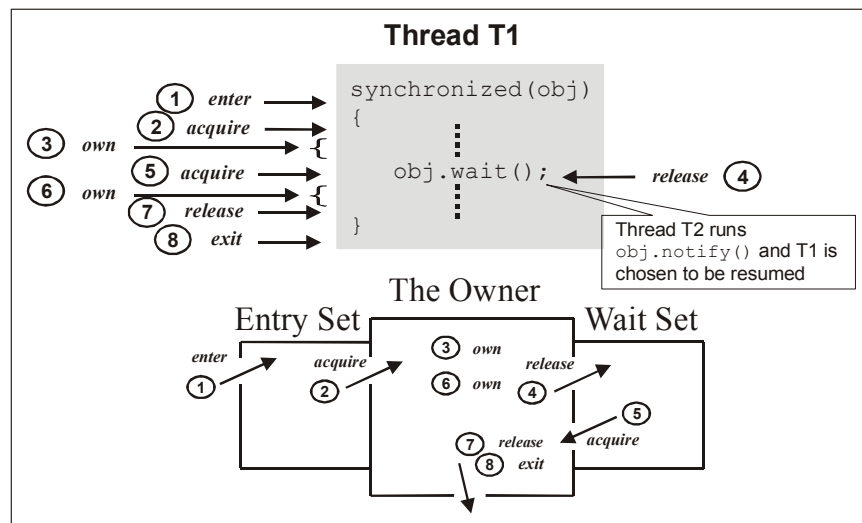 Thread T1
1 enter
synchronized(obj)
{
2 acquire
3 own {
5 acquire
obj.wait();
release 4
6 own {
7 release
}
8 exit
Thread T2 runs
obj.notify() and T1 is
chosen to be resumed
The Owner
Entry Set
Wait Set
enter
1
acquire
2
3 own
6 own
release
4
5
acquire
7 release
8 exit